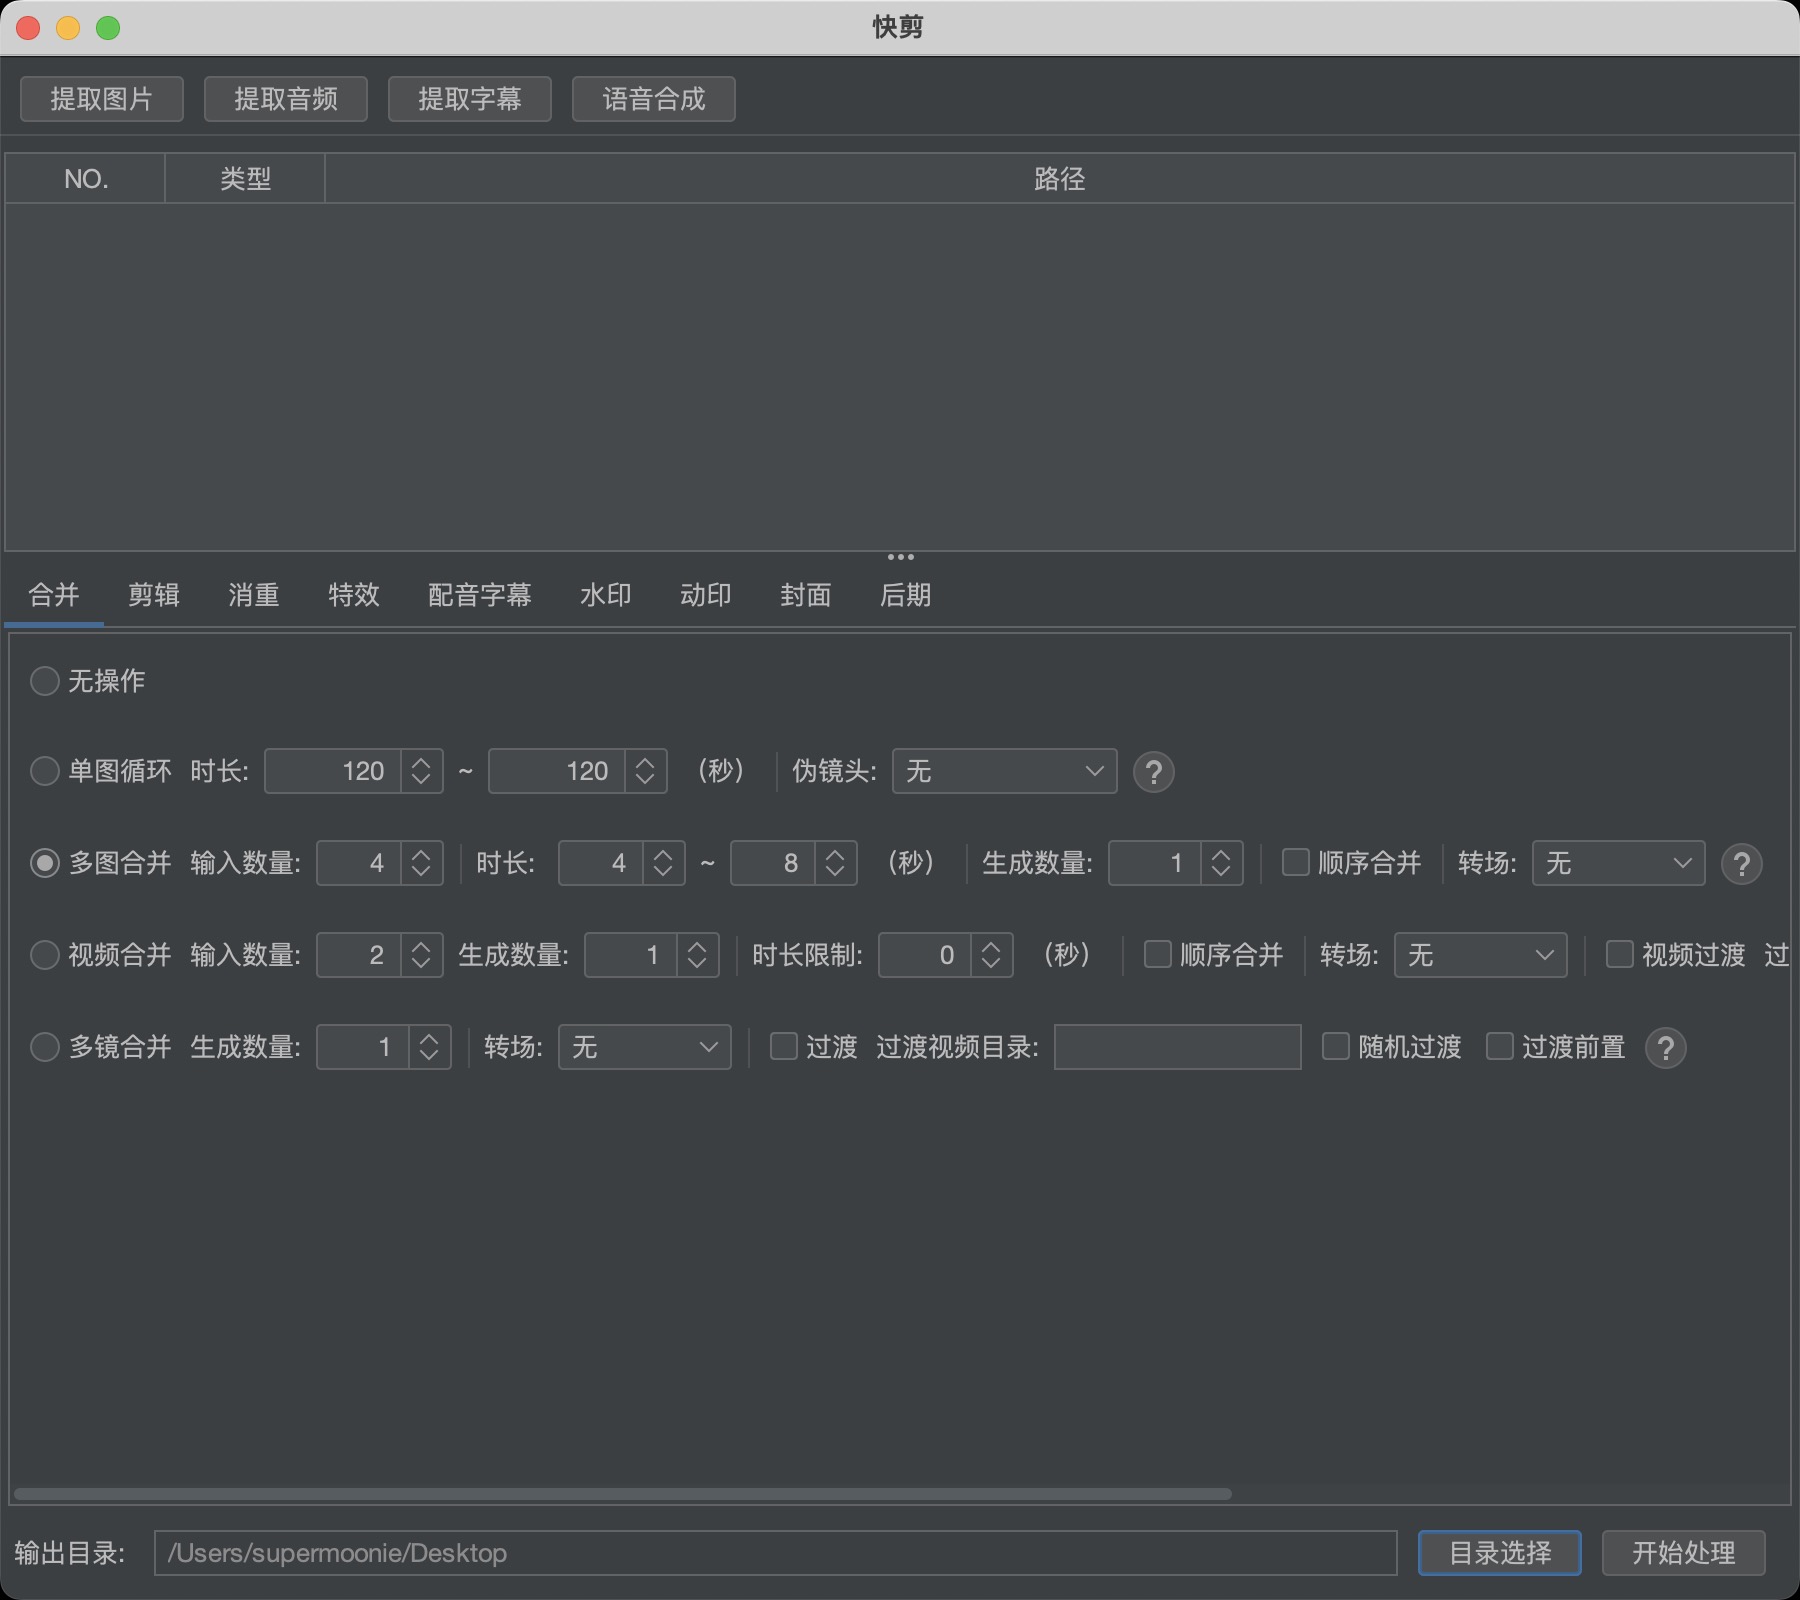 快剪
提取图片 提取音频 提取字幕 语音合成
NO. 类型 路径
合并 剪辑 消重 特效 配音字幕 水印 动印 封面 后期
无操作
单图循环 时长: 120 ~ 120 (秒) 伪镜头: 无 ?
多图合并 输入数量: 4 时长: 4 ~ 8 (秒) 生成数量: 1 顺序合并 转场: 无 ?
视频合并 输入数量: 2 生成数量: 1 时长限制: 0 (秒) 顺序合并 转场: 无 视频过渡 过
多镜合并 生成数量: 1 转场: 无 过渡 过渡视频目录: 随机过渡 过渡前置 ?
输出目录: /Users/supermoonie/Desktop 目录选择 开始处理